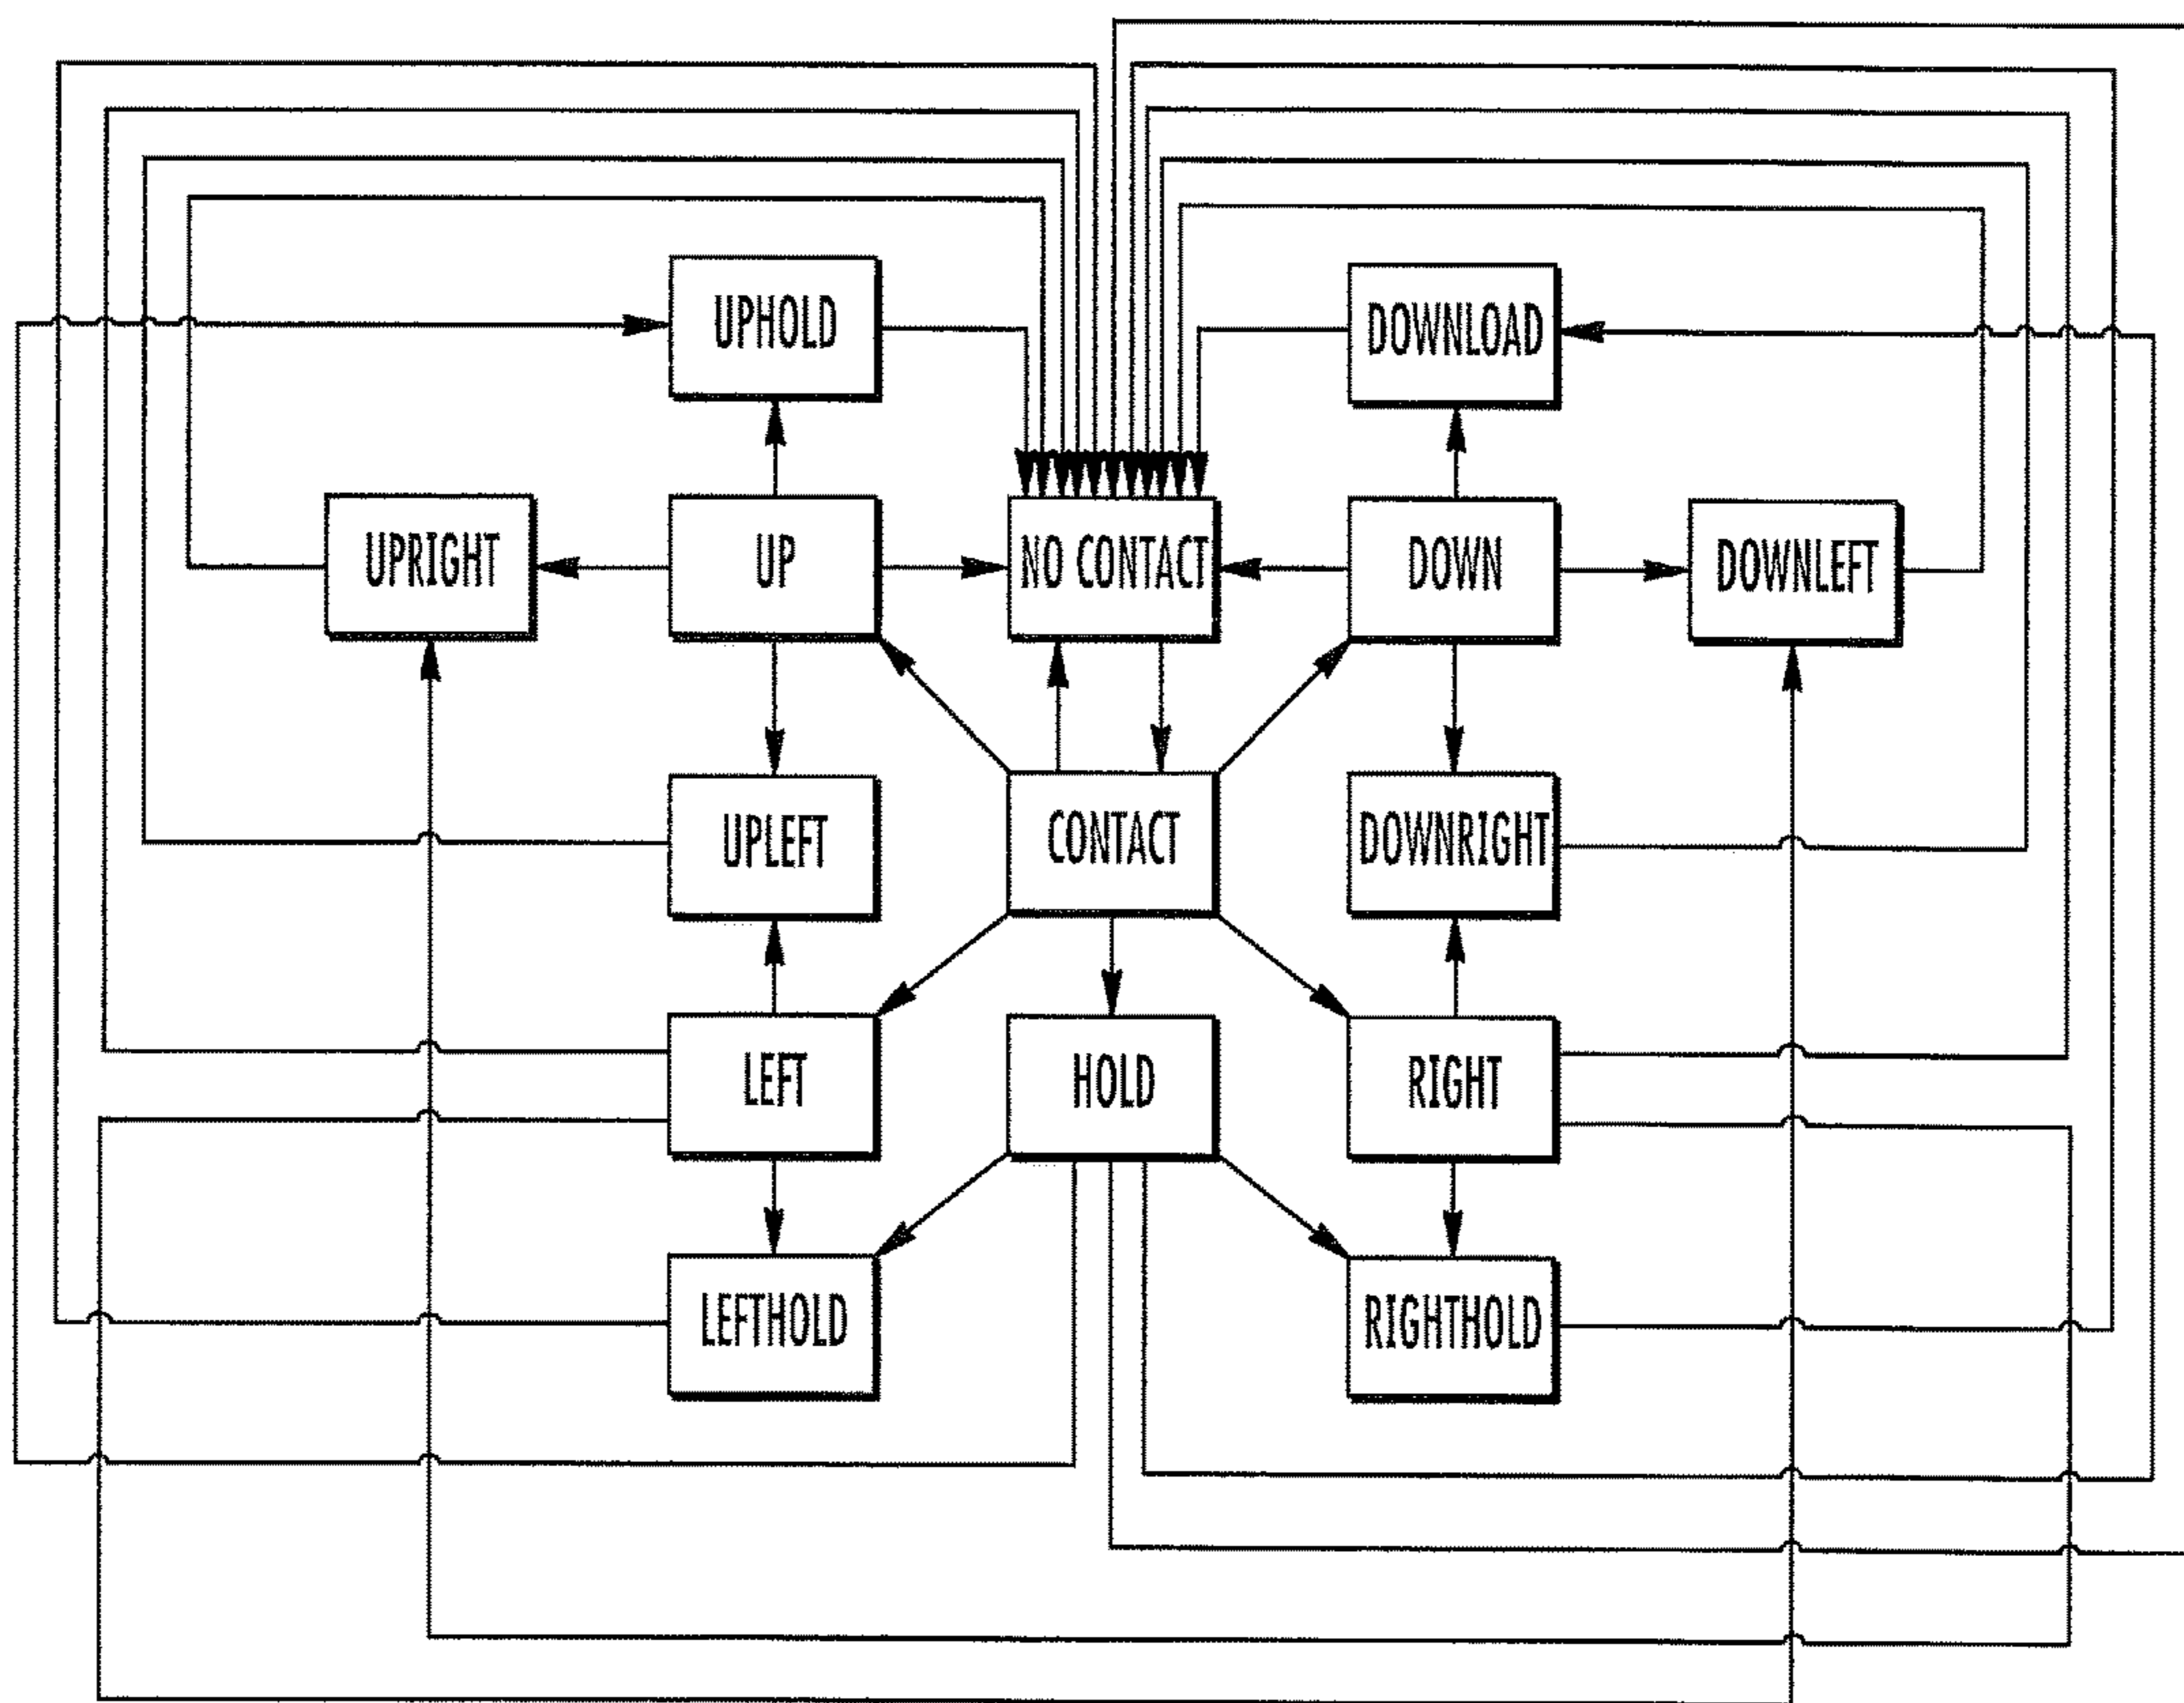 UPHOLD
DOWNLOAD
UPRIGHT
UP
NO CONTACT
DOWN
DOWNLEFT
UPLEFT
CONTACT
DOWNRIGHT
LEFT
HOLD
RIGHT
LEFTHOLD
RIGHTHOLD